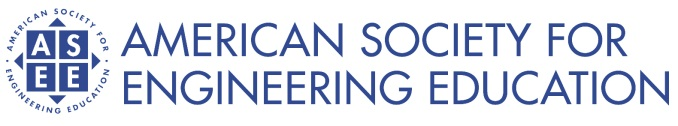 AMERICAN SOCIETY FOR
ENGINEERING EDUCATION
A S
E E
AMERICAN SOCIETY FOR
ENGINEERING EDUCATION